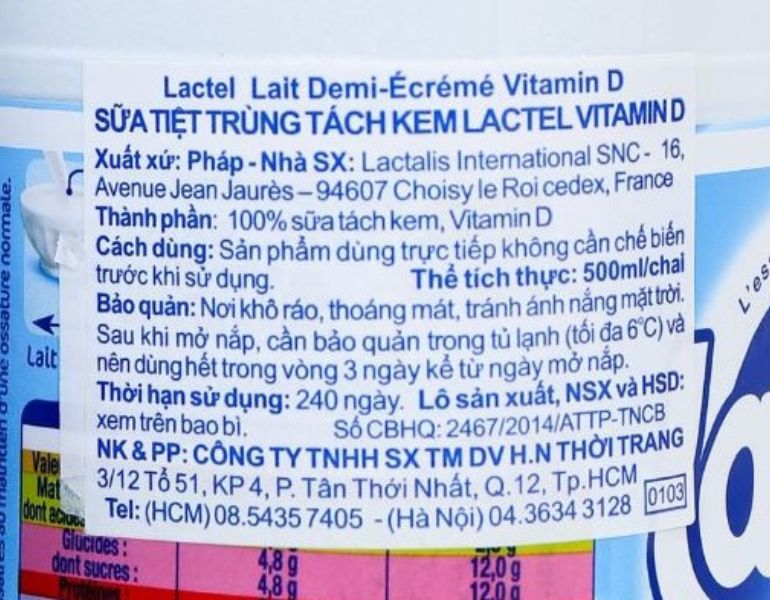 Lactel Lait Demi-Écrémé Vitamin D
SỮA TIỆT TRÙNG TÁCH KEM LACTEL VITAMIN D
Xuất xứ: Pháp - Nhà SX: Lactalis International SNC - 16,
Avenue Jean Jaurès – 94607 Choisy le Roi cedex, France
Thành phần: 100% sữa tách kem, Vitamin D
Cách dùng: Sản phẩm dùng trực tiếp không cần chế biến
trước khi sử dụng. Thể tích thực: 500ml/chai
Bảo quản: Nơi khô ráo, thoáng mát, tránh ánh nắng mặt trời.
Sau khi mở nắp, cần bảo quản trong tủ lạnh (tối đa 6°C) và
nên dùng hết trong vòng 3 ngày kể từ ngày mở nắp.
Thời hạn sử dụng: 240 ngày. Lô sản xuất, NSX và HSD:
xem trên bao bì. Số CBHQ: 2467/2014/ATTP-TNCB
NK & PP: CÔNG TY TNHH SX TM DV H.N THỜI TRANG
3/12 Tổ 51, KP 4, P. Tân Thới Nhất, Q.12, Tp.HCM
Tel: (HCM) 08.5435 7405 - (Hà Nội) 04.3634 3128 0103
d'une ossature normale.
Lait
L'es
Glucides :
dont sucres : 4,8 g 12,0 g
4,8 g 12,0 g